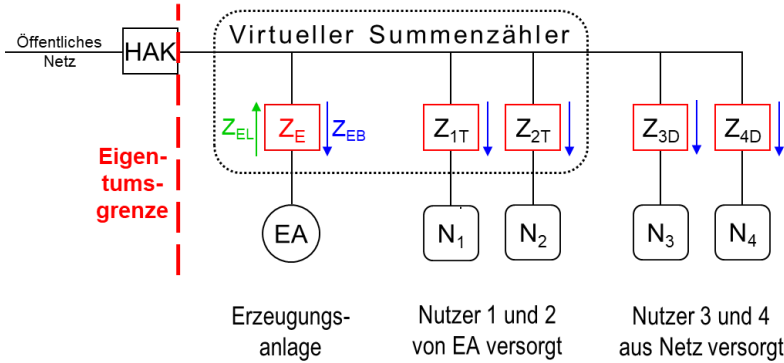 Öffentliches
Netz
HAK
Virtueller Summenzähler
Z_EL
Z_E
Z_EB
Z_1T
Z_2T
Z_3D
Z_4D
Eigen-
tums-
grenze
EA
N_1
N_2
N_3
N_4
Erzeugungs-
anlage
Nutzer 1 und 2
von EA versorgt
Nutzer 3 und 4
aus Netz versorgt